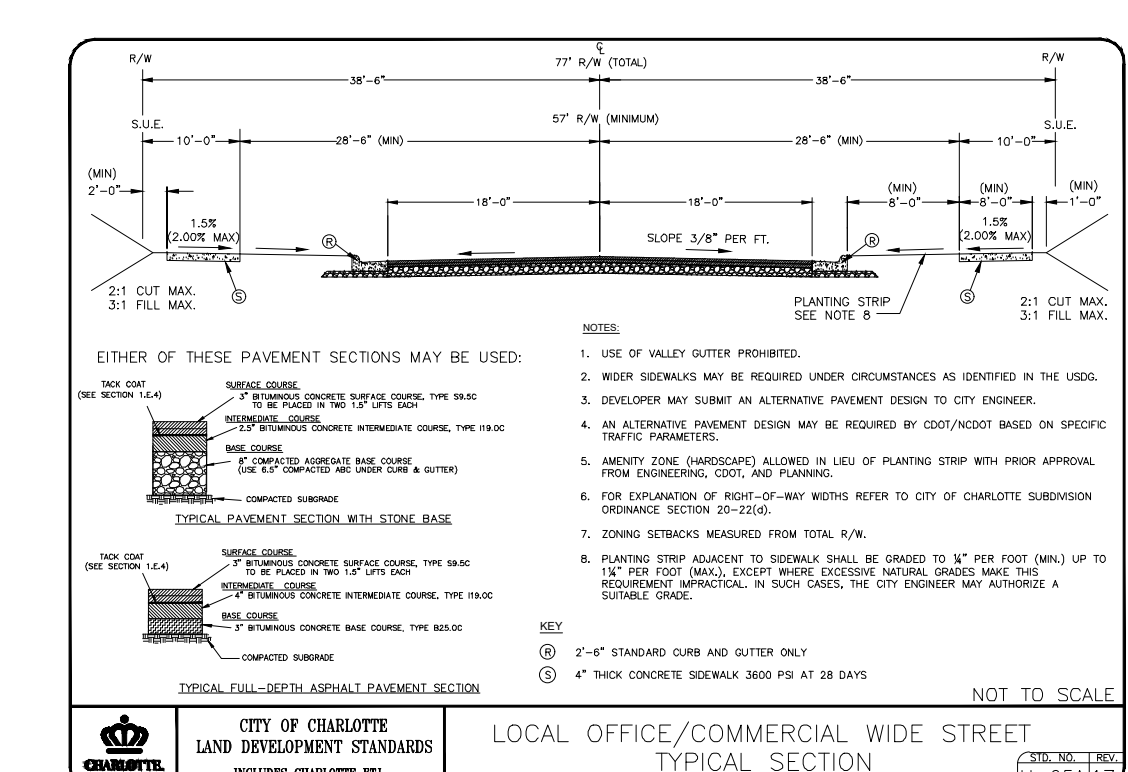 ℄
R/W
77' R/W (TOTAL)
R/W
38'-6"
38'-6"
57' R/W (MINIMUM)
S.U.E.
S.U.E.
10'-0"
28'-6" (MIN)
28'-6" (MIN)
10'-0"
(MIN)
2'-0"
18'-0"
18'-0"
(MIN)
8'-0"
(MIN)
8'-0"
(MIN)
1'-0"
1.5%
(2.00% MAX)
R
SLOPE 3/8" PER FT.
R
1.5%
(2.00% MAX)
2:1 CUT MAX.
3:1 FILL MAX.
S
PLANTING STRIP
SEE NOTE 8
S
2:1 CUT MAX.
3:1 FILL MAX.
EITHER OF THESE PAVEMENT SECTIONS MAY BE USED:
TACK COAT
(SEE SECTION 1.E.4)
SURFACE COURSE
3" BITUMINOUS CONCRETE SURFACE COURSE, TYPE S9.5C
TO BE PLACED IN TWO 1.5" LIFTS EACH
INTERMEDIATE COURSE
2.5" BITUMINOUS CONCRETE INTERMEDIATE COURSE, TYPE I19.0C
BASE COURSE
8" COMPACTED AGGREGATE BASE COURSE
(USE 6.5" COMPACTED ABC UNDER CURB & GUTTER)
COMPACTED SUBGRADE
TYPICAL PAVEMENT SECTION WITH STONE BASE
TACK COAT
(SEE SECTION 1.E.4)
SURFACE COURSE
3" BITUMINOUS CONCRETE SURFACE COURSE, TYPE S9.5C
TO BE PLACED IN TWO 1.5" LIFTS EACH
INTERMEDIATE COURSE
4" BITUMINOUS CONCRETE INTERMEDIATE COURSE, TYPE I19.0C
BASE COURSE
3" BITUMINOUS CONCRETE BASE COURSE, TYPE B25.0C
COMPACTED SUBGRADE
TYPICAL FULL-DEPTH ASPHALT PAVEMENT SECTION
NOTES:
1. USE OF VALLEY GUTTER PROHIBITED.
2. WIDER SIDEWALKS MAY BE REQUIRED UNDER CIRCUMSTANCES AS IDENTIFIED IN THE USDG.
3. DEVELOPER MAY SUBMIT AN ALTERNATIVE PAVEMENT DESIGN TO CITY ENGINEER.
4. AN ALTERNATIVE PAVEMENT DESIGN MAY BE REQUIRED BY CDOT/NCDOT BASED ON SPECIFIC
TRAFFIC PARAMETERS.
5. AMENITY ZONE (HARDSCAPE) ALLOWED IN LIEU OF PLANTING STRIP WITH PRIOR APPROVAL
FROM ENGINEERING, CDOT, AND PLANNING.
6. FOR EXPLANATION OF RIGHT-OF-WAY WIDTHS REFER TO CITY OF CHARLOTTE SUBDIVISION
ORDINANCE SECTION 20-22(d).
7. ZONING SETBACKS MEASURED FROM TOTAL R/W.
8. PLANTING STRIP ADJACENT TO SIDEWALK SHALL BE GRADED TO ¼" PER FOOT (MIN.) UP TO
1¼" PER FOOT (MAX.), EXCEPT WHERE EXCESSIVE NATURAL GRADES MAKE THIS
REQUIREMENT IMPRACTICAL. IN SUCH CASES, THE CITY ENGINEER MAY AUTHORIZE A
SUITABLE GRADE.
KEY
R 2'-6" STANDARD CURB AND GUTTER ONLY
S 4" THICK CONCRETE SIDEWALK 3600 PSI AT 28 DAYS
NOT TO SCALE
CHARLOTTE.
CITY OF CHARLOTTE
LAND DEVELOPMENT STANDARDS
INCLUDES CHARLOTTE ETJ
LOCAL OFFICE/COMMERCIAL WIDE STREET
TYPICAL SECTION
STD. NO. REV.